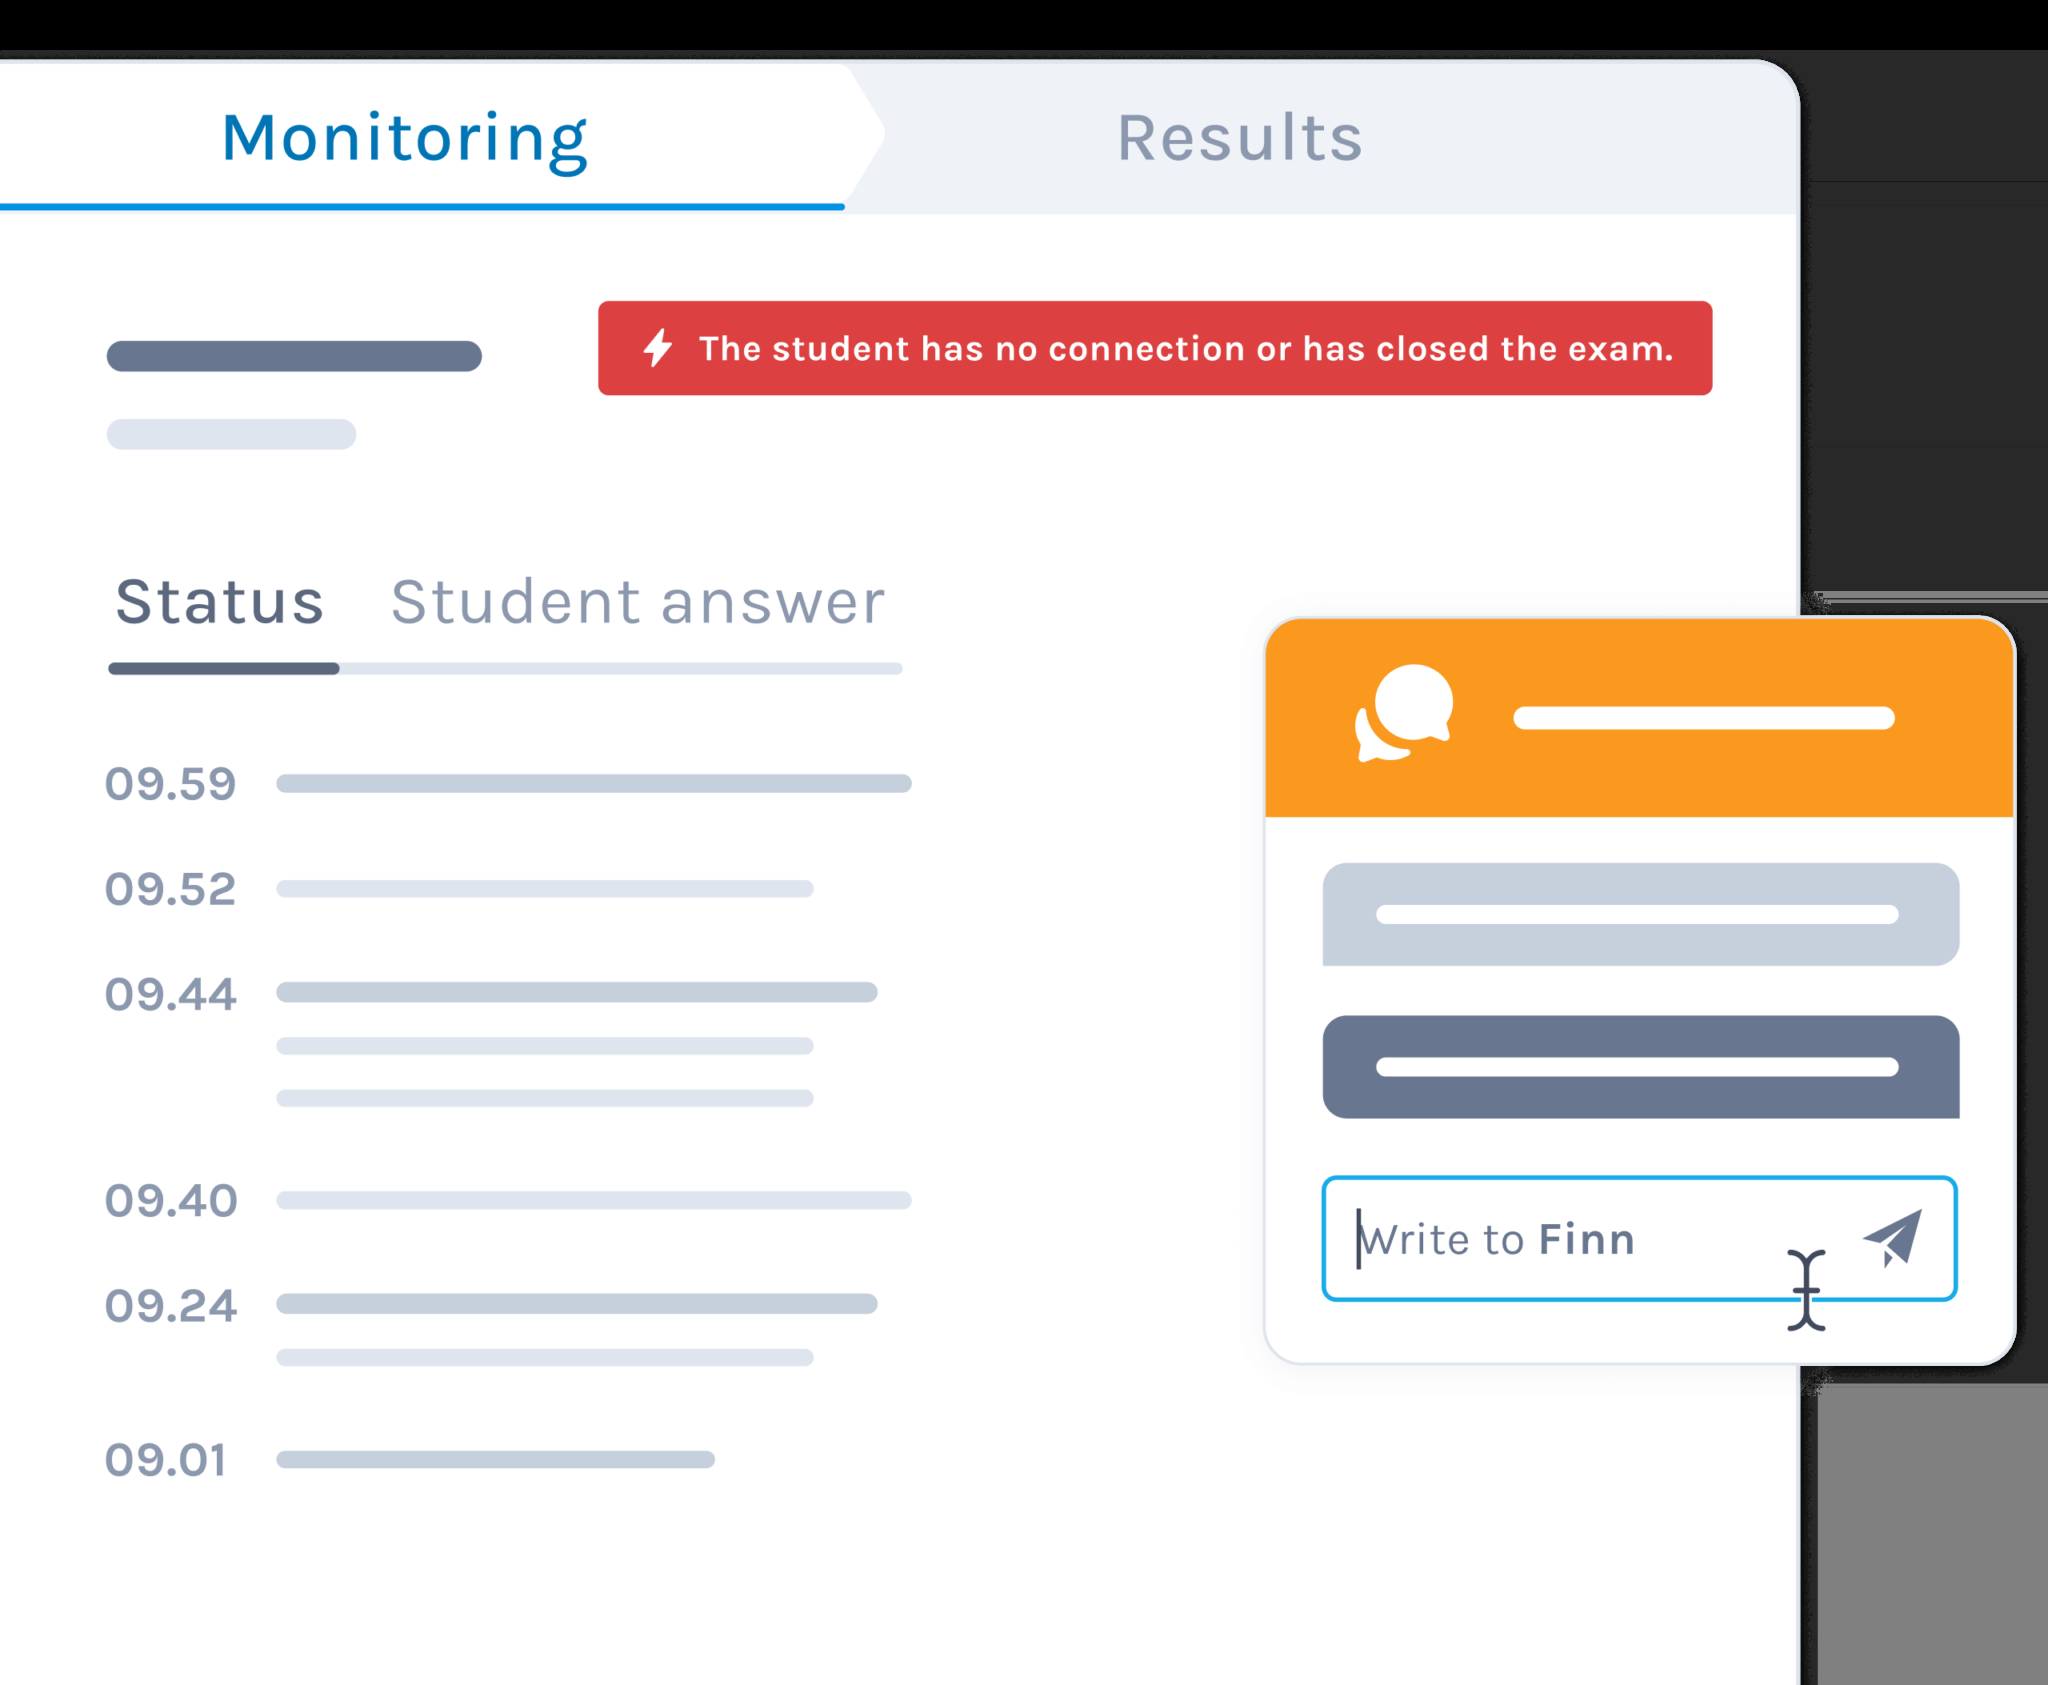 Monitoring
Results
The student has no connection or has closed the exam.
Status
Student answer
09.59
09.52
09.44
09.40
09.24
09.01
Write to Finn